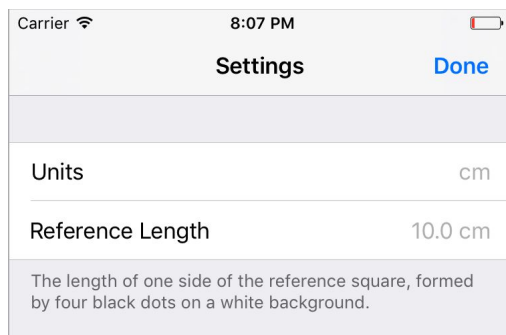 Carrier 8:07 PM
Settings Done
Units cm
Reference Length 10.0 cm
The length of one side of the reference square, formed
by four black dots on a white background.